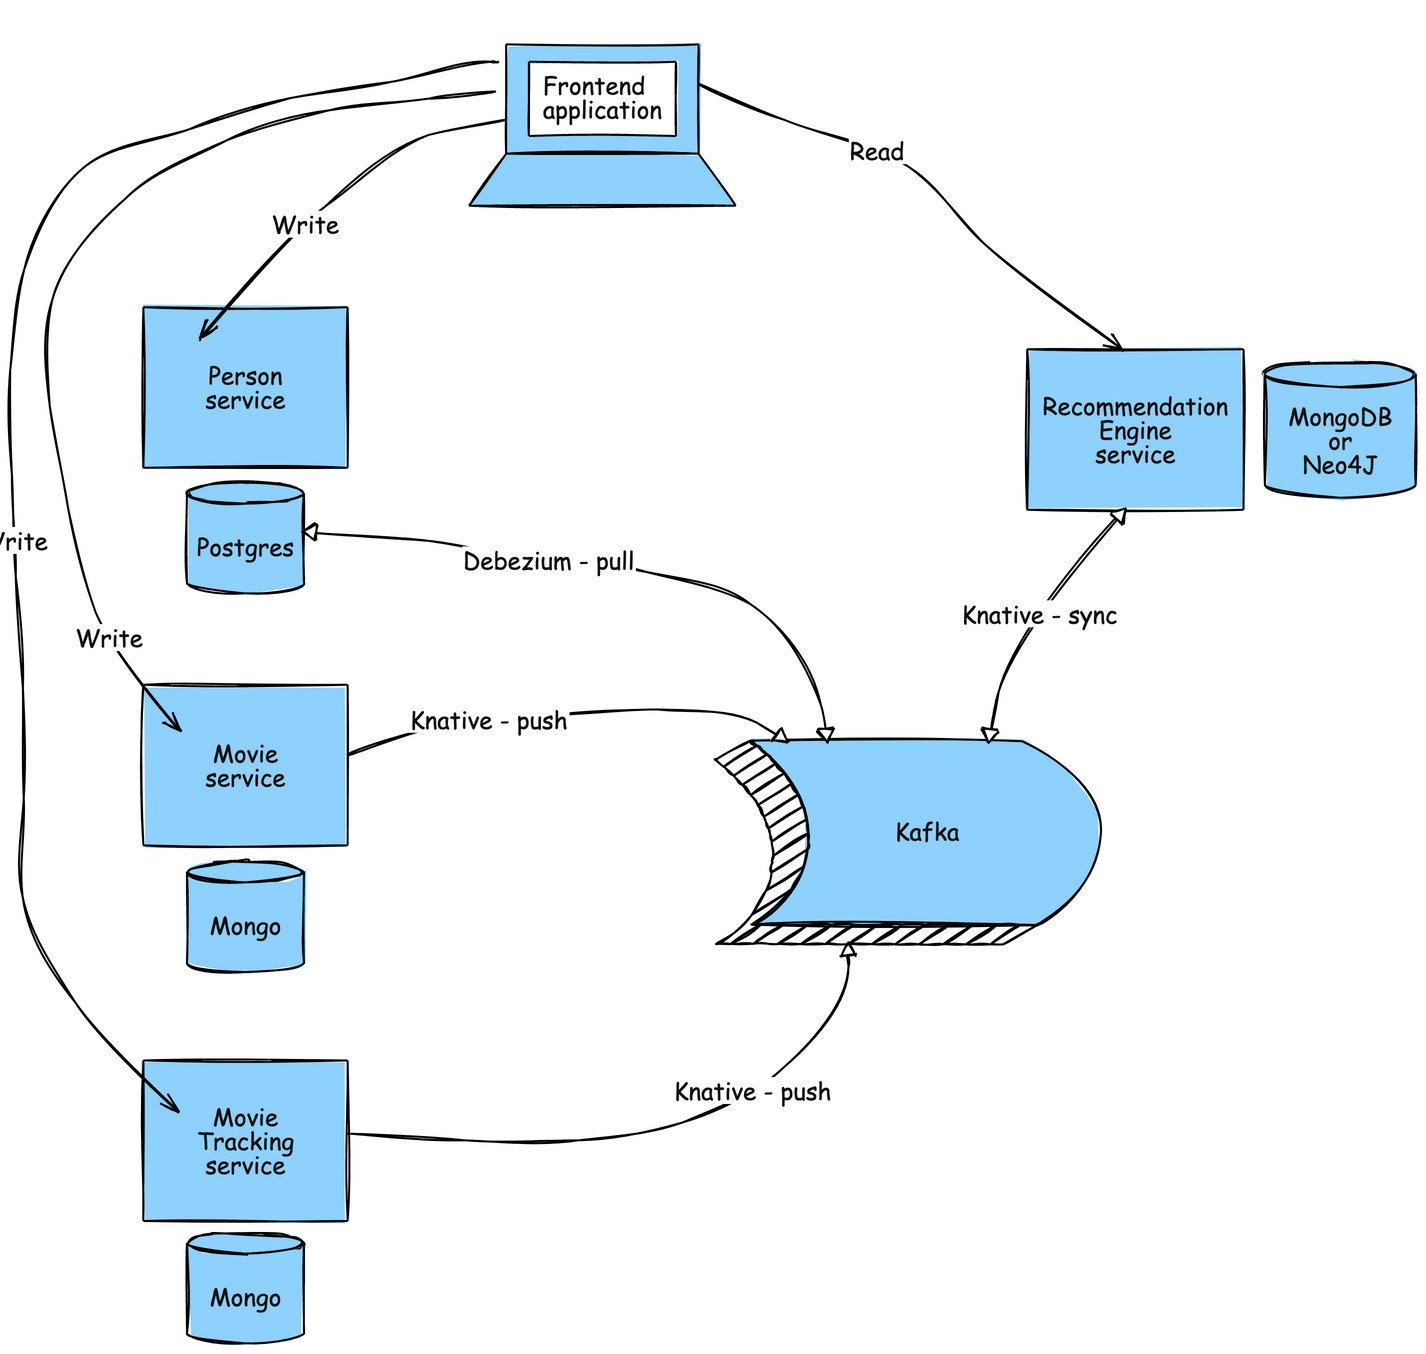 Frontend
application
Read
Write
Person
service
Recommendation
Engine
service
MongoDB
or
Neo4J
Postgres
Debezium - pull
Knative - sync
Write
Knative - push
Movie
service
Kafka
Mongo
Knative - push
Movie
Tracking
service
Mongo